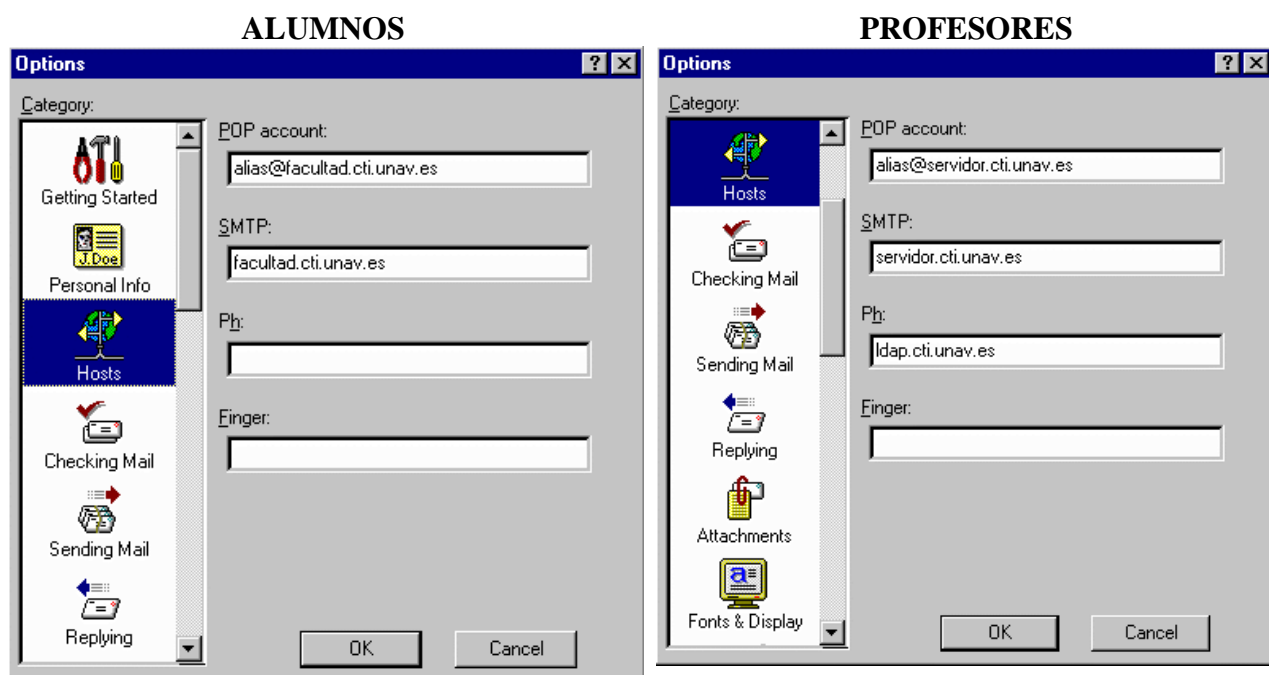 ALUMNOS
Options
Category:
Getting Started
J.Doe
Personal Info
Hosts
Checking Mail
Sending Mail
Replying
POP account:
alias@facultad.cti.unav.es
SMTP:
facultad.cti.unav.es
Ph:
Finger:
OK
Cancel
PROFESORES
Options
Category:
Hosts
Checking Mail
Sending Mail
Replying
Attachments
a
Fonts & Display
POP account:
alias@servidor.cti.unav.es
SMTP:
servidor.cti.unav.es
Ph:
ldap.cti.unav.es
Finger:
OK
Cancel